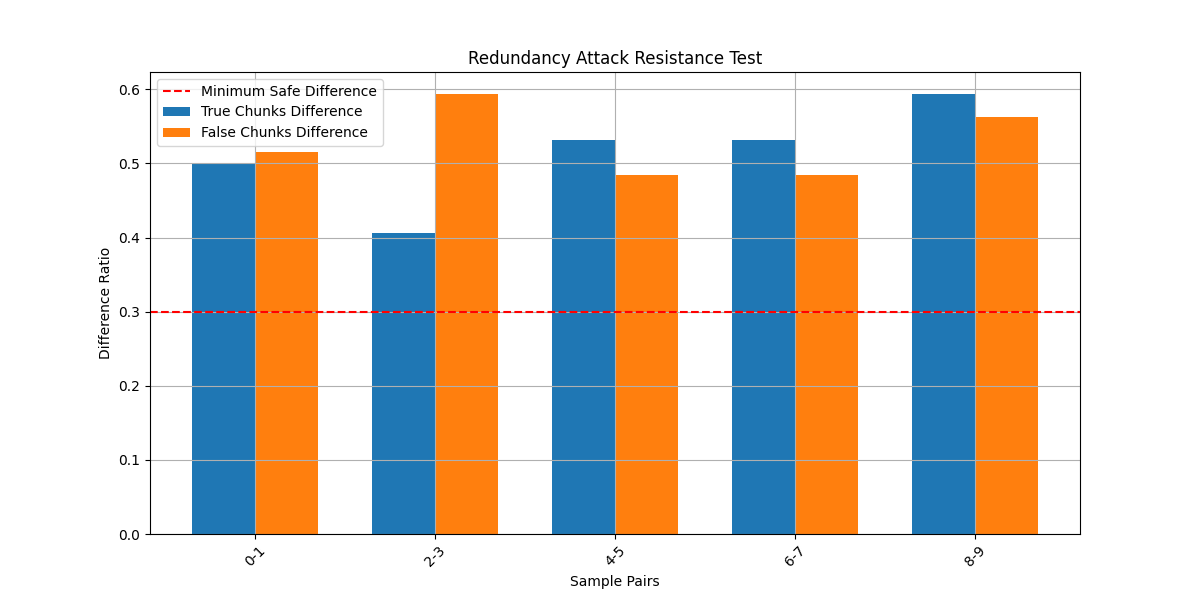 Redundancy Attack Resistance Test
Minimum Safe Difference
True Chunks Difference
False Chunks Difference
Difference Ratio
0.6
0.5
0.4
0.3
0.2
0.1
0.0
0-1
2-3
4-5
6-7
8-9
Sample Pairs